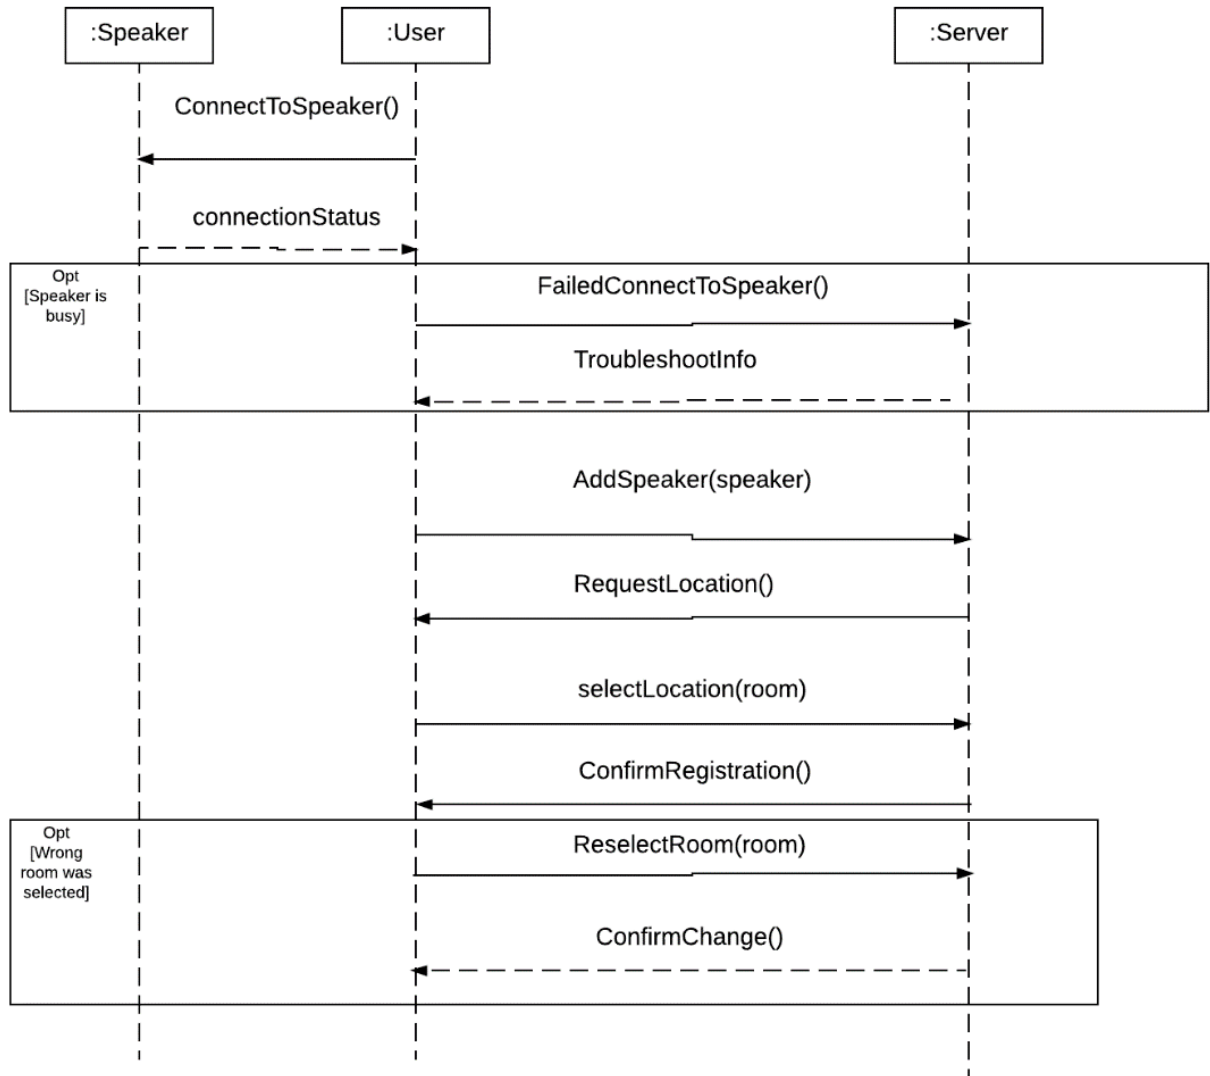 :Speaker
:User
:Server
ConnectToSpeaker()
connectionStatus
Opt
[Speaker is
busy]
FailedConnectToSpeaker()
TroubleshootInfo
AddSpeaker(speaker)
RequestLocation()
selectLocation(room)
ConfirmRegistration()
Opt
[Wrong
room was
selected]
ReselectRoom(room)
ConfirmChange()